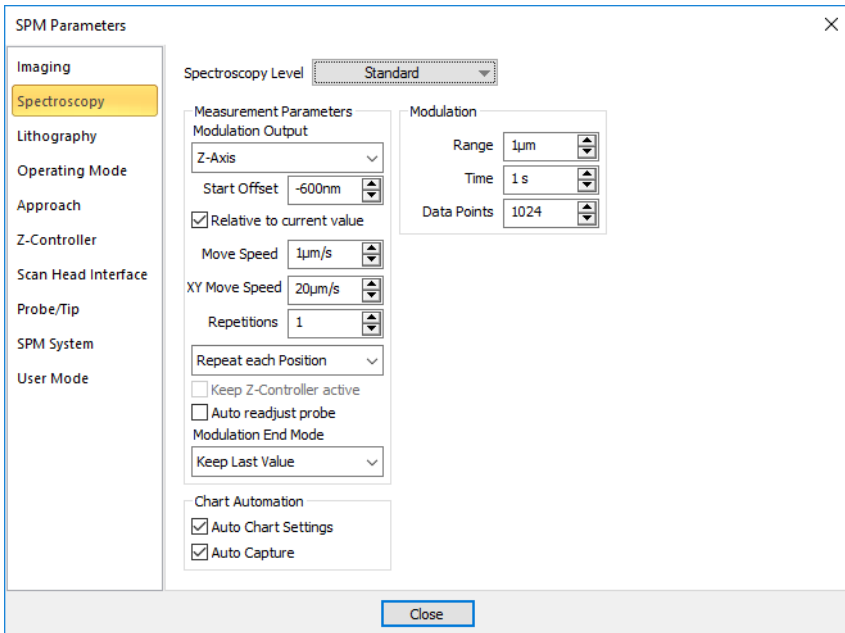 SPM Parameters
Imaging
Spectroscopy
Lithography
Operating Mode
Approach
Z-Controller
Scan Head Interface
Probe/Tip
SPM System
User Mode
Spectroscopy Level Standard
Measurement Parameters
Modulation Output
Z-Axis
Start Offset -600nm
Relative to current value
Move Speed 1µm/s
XY Move Speed 20µm/s
Repetitions 1
Repeat each Position
Keep Z-Controller active
Auto readjust probe
Modulation End Mode
Keep Last Value
Chart Automation
Auto Chart Settings
Auto Capture
Modulation
Range 1µm
Time 1 s
Data Points 1024
Close